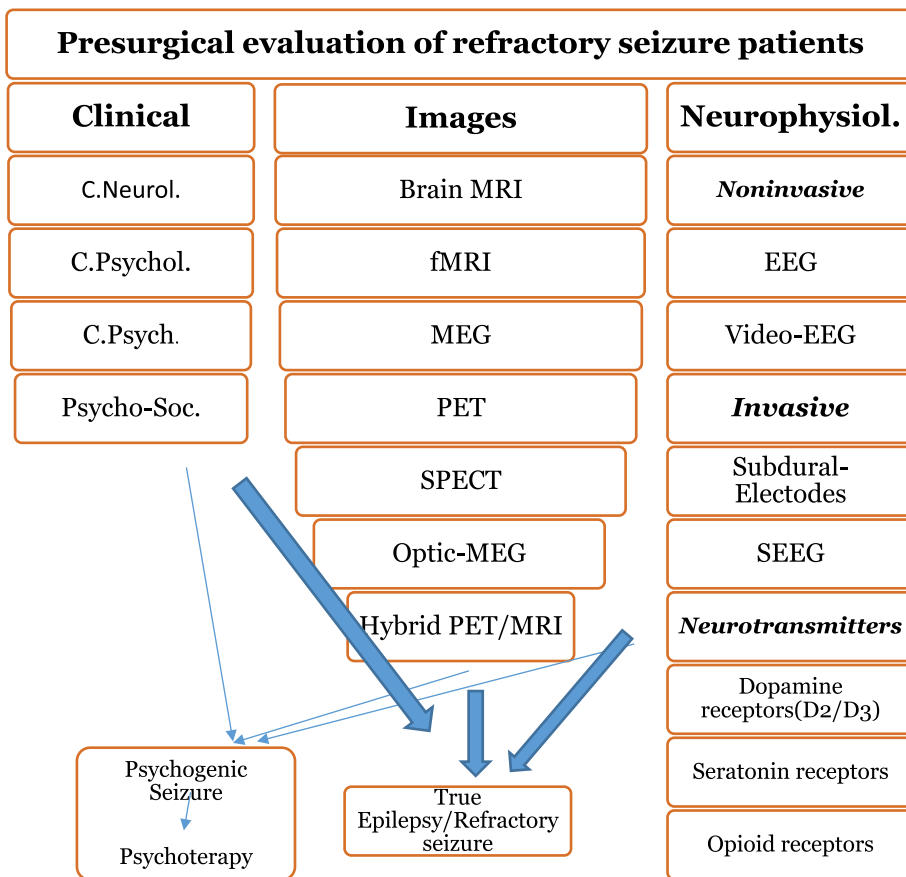 Presurgical evaluation of refractory seizure patients
Clinical
C.Neurol.
C.Psychol.
C.Psych.
Psycho-Soc.
Images
Brain MRI
fMRI
MEG
PET
SPECT
Optic-MEG
Hybrid PET/MRI
Neurophysiol.
Noninvasive
EEG
Video-EEG
Invasive
Subdural-
Electodes
SEEG
Neurotransmitters
Dopamine
receptors(D2/D3)
Seratonin receptors
Opioid receptors
Psychogenic
Seizure
Psychoterapy
True
Epilepsy/Refractory
seizure